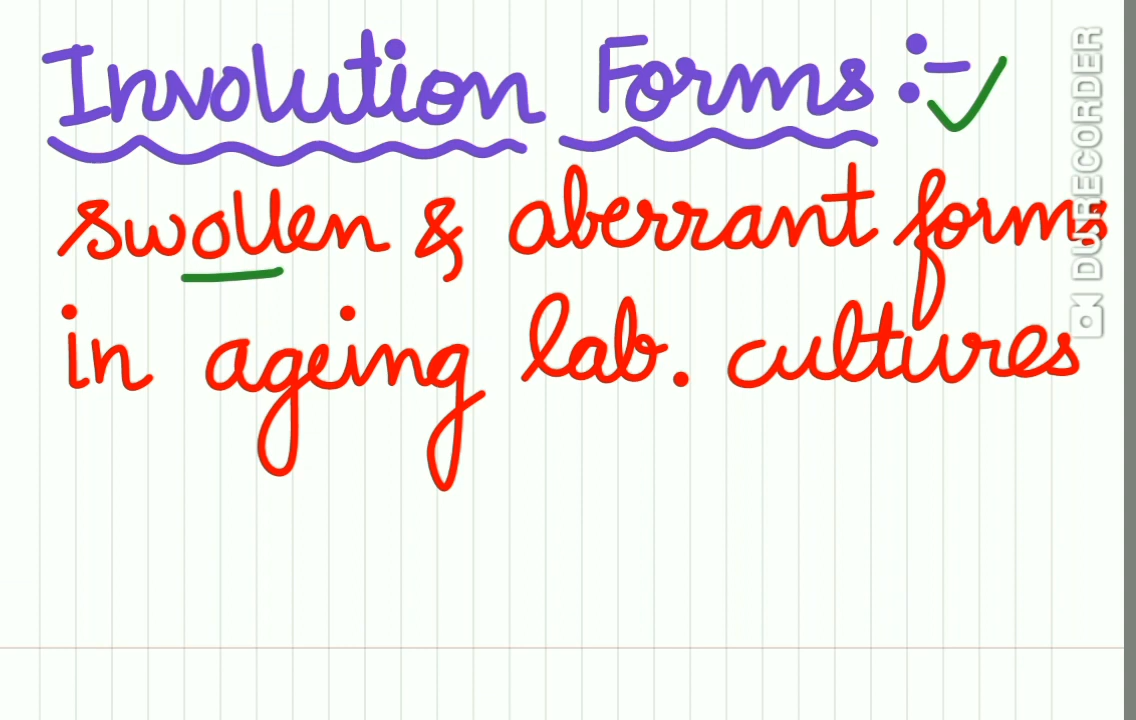 Involution Forms :-
swollen & aberrant forms
in ageing lab. cultures
DU RECORDER